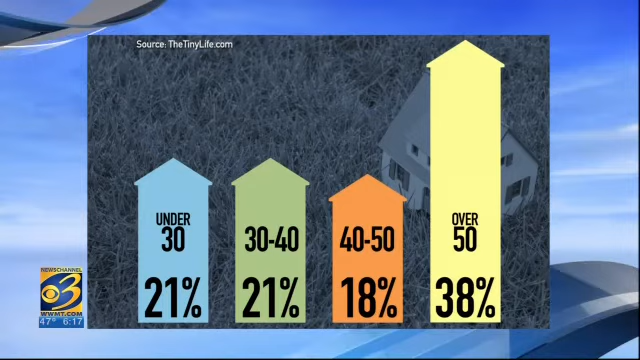 Source: TheTinyLife.com
UNDER
30
21%
30-40
21%
40-50
18%
OVER
50
38%
NEWSCHANNEL
3
WWMT.COM
47° 6:17